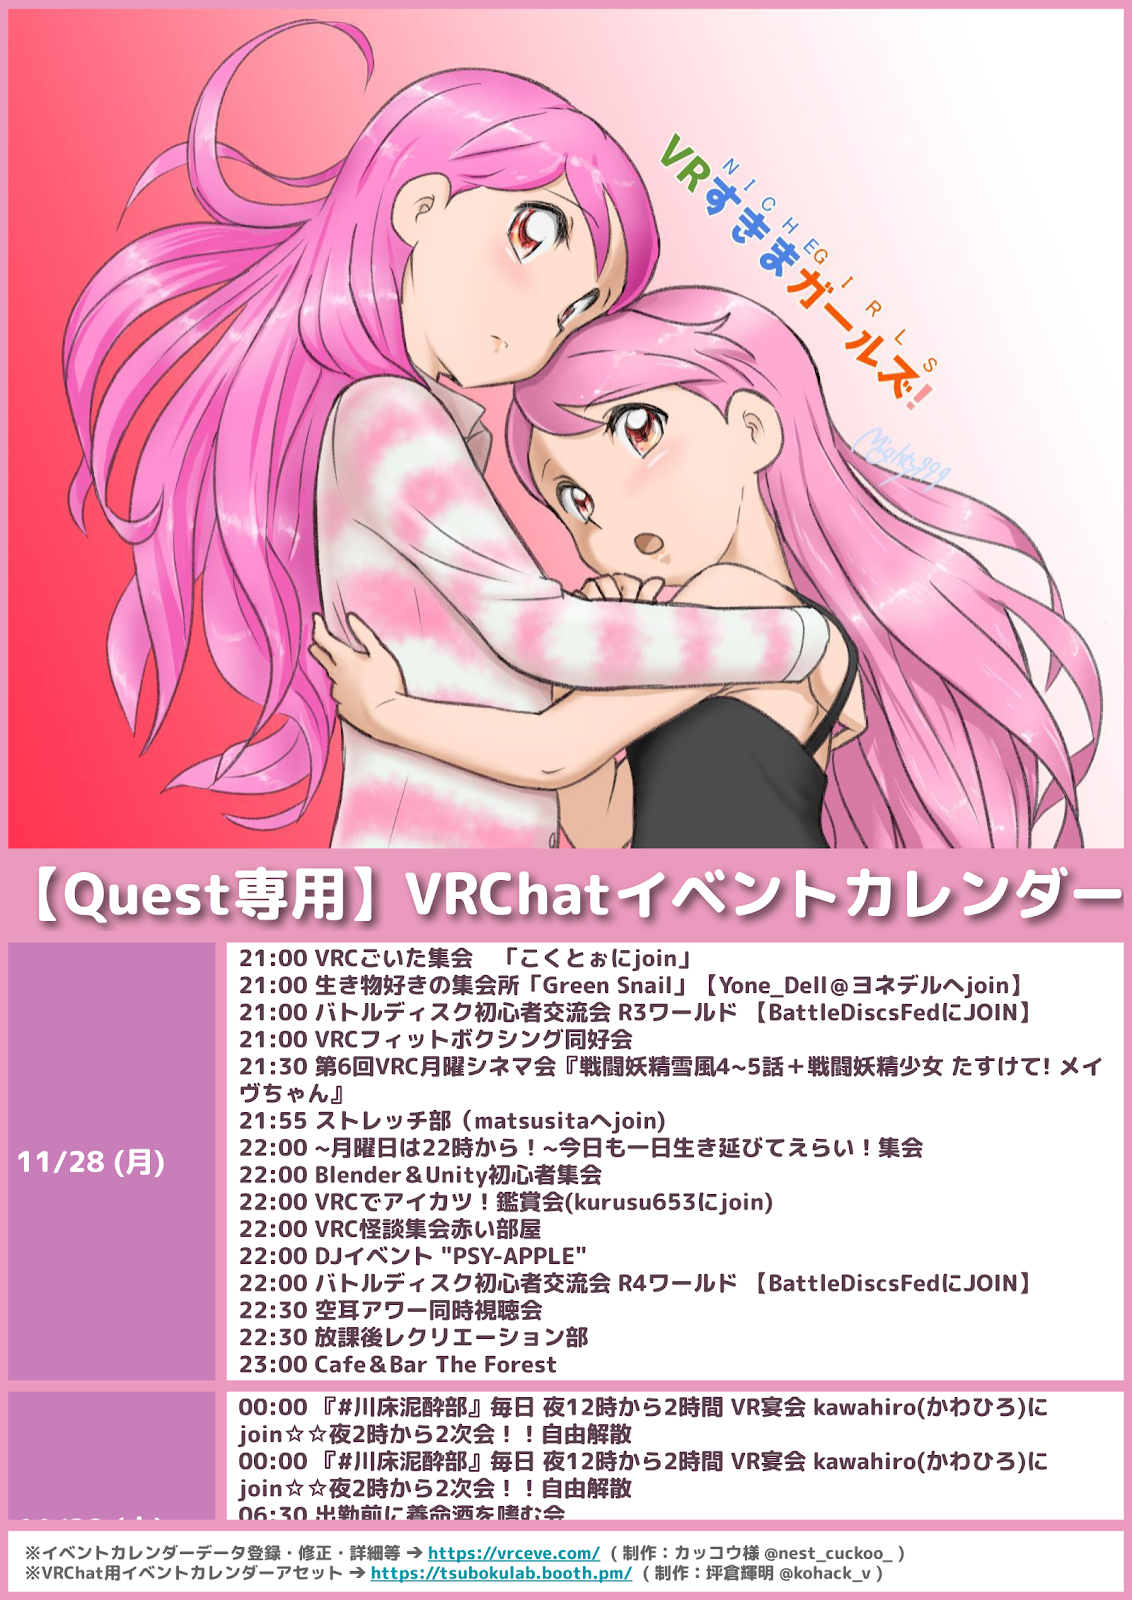 NICHEGIRLS
VRすきまガールズ!
Mighty999
【Quest専用】VRChatイベントカレンダー
11/28 (月)
21:00 VRCごいた集会　「こくとぉにjoin」
21:00 生き物好きの集会所「Green Snail」【Yone_Dell@ヨネデルへjoin】
21:00 バトルディスク初心者交流会 R3ワールド 【BattleDiscsFedにJOIN】
21:00 VRCフィットボクシング同好会
21:30 第6回VRC月曜シネマ会『戦闘妖精雪風4~5話＋戦闘妖精少女 たすけて! メイ
ヴちゃん』
21:55 ストレッチ部（matsusitaへjoin)
22:00 ~月曜日は22時から！~今日も一日生き延びてえらい！集会
22:00 Blender＆Unity初心者集会
22:00 VRCでアイカツ！鑑賞会(kurusu653にjoin)
22:00 VRC怪談集会赤い部屋
22:00 DJイベント "PSY-APPLE"
22:00 バトルディスク初心者交流会 R4ワールド 【BattleDiscsFedにJOIN】
22:30 空耳アワー同時視聴会
22:30 放課後レクリエーション部
23:00 Cafe＆Bar The Forest
00:00 『#川床泥酔部』毎日 夜12時から2時間 VR宴会 kawahiro(かわひろ)に
join☆☆夜2時から2次会！！自由解散
00:00 『#川床泥酔部』毎日 夜12時から2時間 VR宴会 kawahiro(かわひろ)に
join☆☆夜2時から2次会！！自由解散
06:30 出勤前に養命酒を嗜む会
※イベントカレンダーデータ登録・修正・詳細等 ➔ https://vrceve.com/ ( 制作：カッコウ様 @nest_cuckoo_ )
※VRChat用イベントカレンダーアセット ➔ https://tsubokulab.booth.pm/ ( 制作：坪倉輝明 @kohack_v )